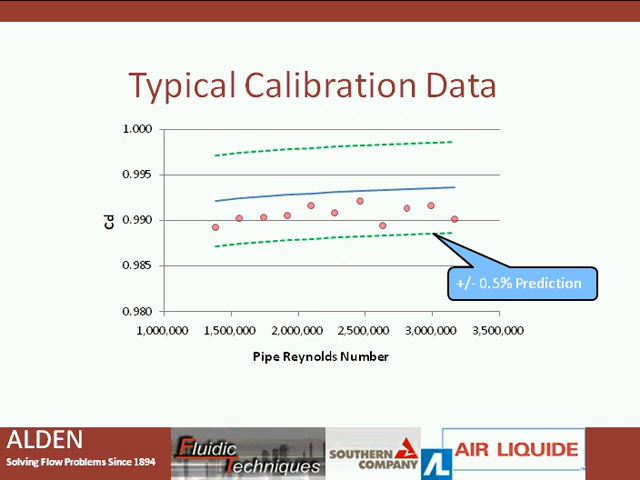 Typical Calibration Data
1.000
0.995
0.990
0.985
0.980
Cd
1,000,000 1,500,000 2,000,000 2,500,000 3,000,000 3,500,000
Pipe Reynolds Number
+/- 0.5% Prediction
ALDEN
Solving Flow Problems Since 1894
Fluidic
Techniques
SOUTHERN
COMPANY
AL
AIR LIQUIDE